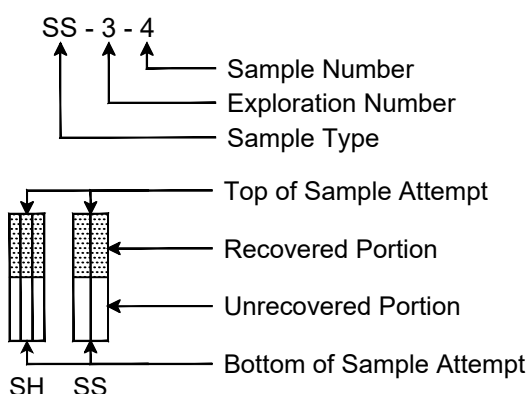 SS - 3 - 4
Sample Number
Exploration Number
Sample Type
Top of Sample Attempt
Recovered Portion
Unrecovered Portion
Bottom of Sample Attempt
SH SS